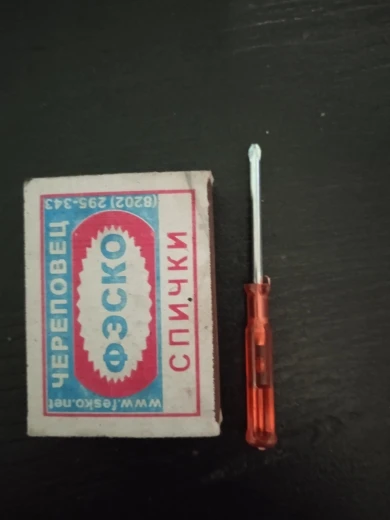 ЧЕРЕПОВЕЦ
www.fesko.net
ФЭСКО
(8202) 295-343
СПИЧКИ